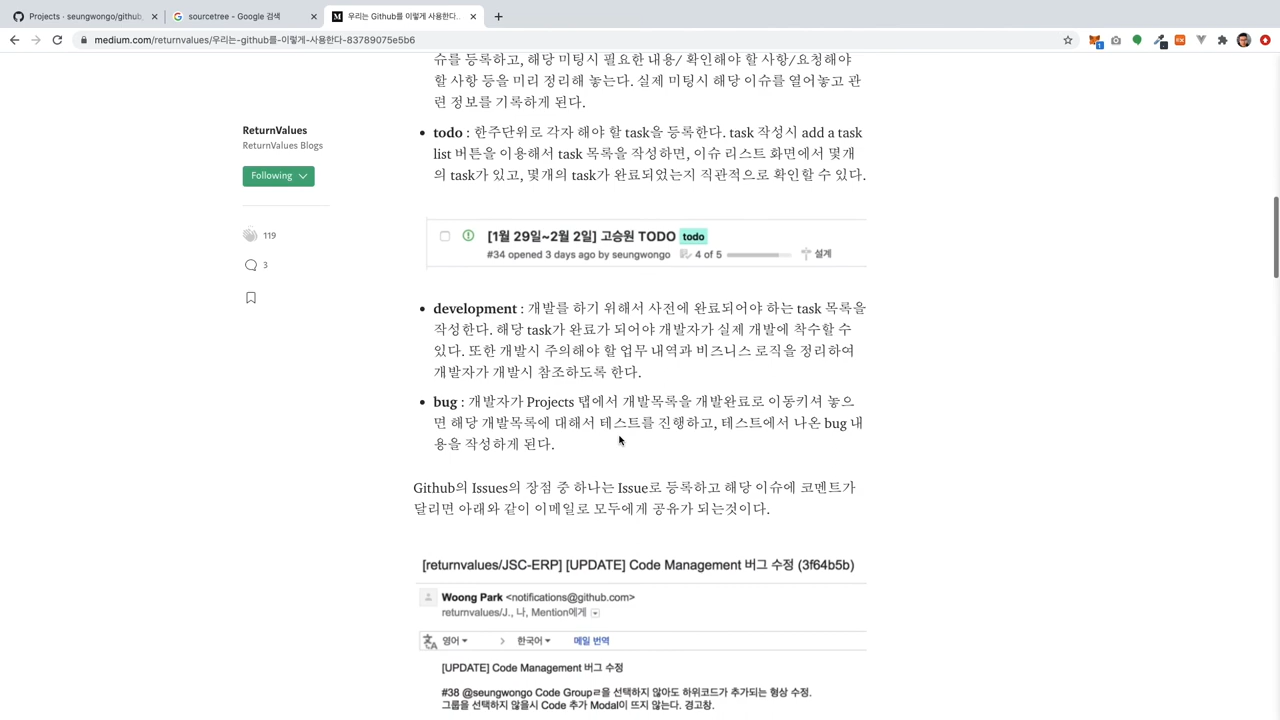 Projects · seungwongo/github_
sourcetree - Google 검색
우리는 Github를 이렇게 사용한다..
medium.com/returnvalues/우리는-github를-이렇게-사용한다-83789075e5b6
슈를 등록하고, 해당 미팅시 필요한 내용/ 확인해야 할 사항/요청해야
할 사항 등을 미리 정리해 놓는다. 실제 미팅시 해당 이슈를 열어놓고 관
련 정보를 기록하게 된다.
ReturnValues
ReturnValues Blogs
Following
119
3
todo : 한주단위로 각자 해야 할 task을 등록한다. task 작성시 add a task
list 버튼을 이용해서 task 목록을 작성하면, 이슈 리스트 화면에서 몇개
의 task가 있고, 몇개의 task가 완료되었는지 직관적으로 확인할 수 있다.
[1월 29일~2월 2일] 고승원 TODO todo
#34 opened 3 days ago by seungwongo 4 of 5 설계
development : 개발를 하기 위해서 사전에 완료되어야 하는 task 목록을
작성한다. 해당 task가 완료가 되어야 개발자가 실제 개발에 착수할 수
있다. 또한 개발시 주의해야 할 업무 내역과 비즈니스 로직을 정리하여
개발자가 개발시 참조하도록 한다.
bug : 개발자가 Projects 탭에서 개발목록을 개발완료로 이동키셔 놓으
면 해당 개발목록에 대해서 테스트를 진행하고, 테스트에서 나온 bug 내
용을 작성하게 된다.
Github의 Issues의 장점 중 하나는 Issue로 등록하고 해당 이슈에 코멘트가
달리면 아래와 같이 이메일로 모두에게 공유가 되는것이다.
[returnvalues/JSC-ERP] [UPDATE] Code Management 버그 수정 (3f64b5b)
Woong Park <notifications@github.com>
returnvalues/J., 나, Mention에게
영어 > 한국어 메일 번역
[UPDATE] Code Management 버그 수정
#38 @seungwongo Code Groupㄹ을 선택하지 않아도 하위코드가 추가되는 형상 수정.
그룹을 선택하지 않을시 Code 추가 Modal이 뜨지 않는다. 경고창.